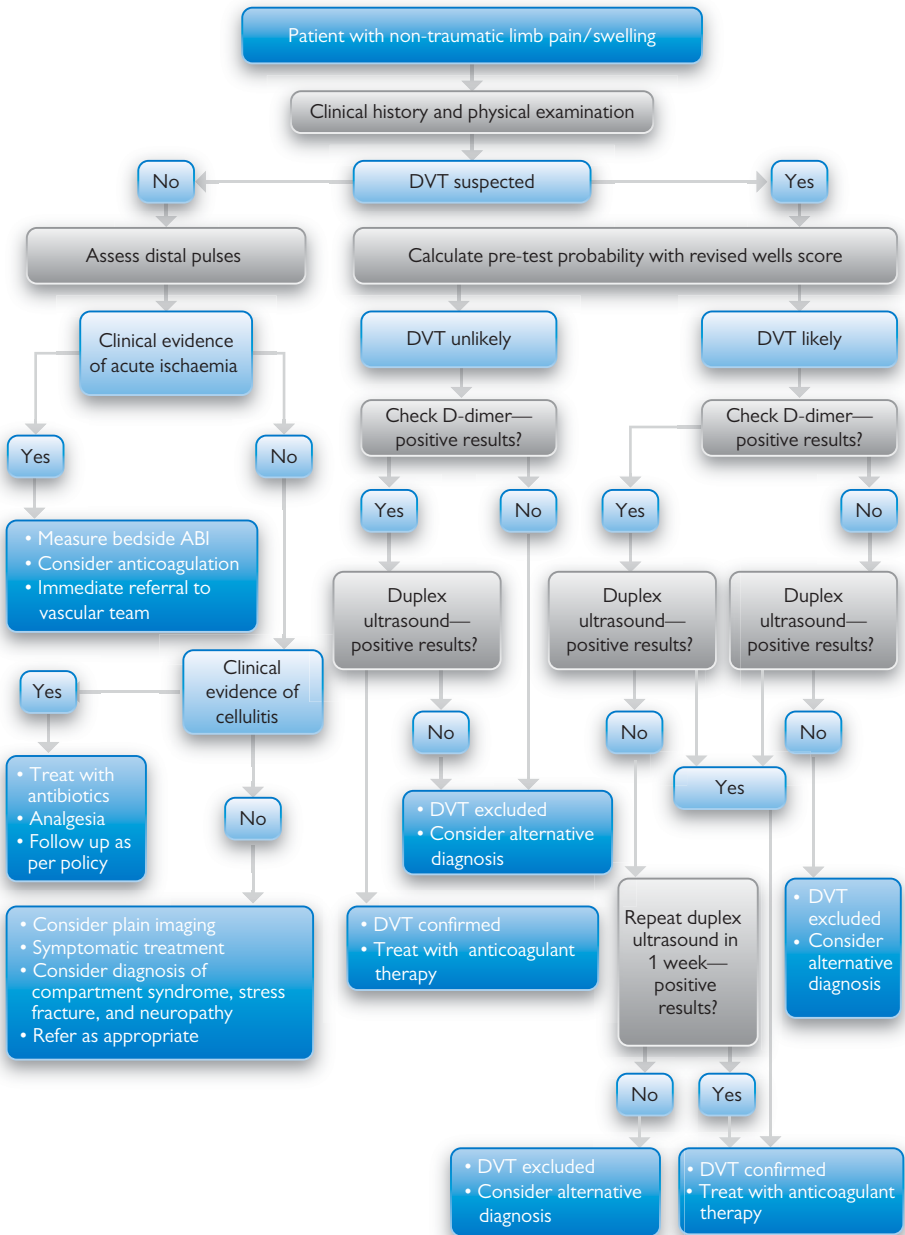 Patient with non-traumatic limb pain/swelling
Clinical history and physical examination
No
DVT suspected
Yes
Assess distal pulses
Calculate pre-test probability with revised wells score
Clinical evidence
of acute ischaemia
DVT unlikely
DVT likely
Check D-dimer—
positive results?
Check D-dimer—
positive results?
Yes
No
Yes
No
Yes
No
• Measure bedside ABI
• Consider anticoagulation
• Immediate referral to
vascular team
Duplex
ultrasound—
positive results?
Duplex
ultrasound—
positive results?
Duplex
ultrasound—
positive results?
Yes
Clinical
evidence of
cellulitis
No
No
No
Yes
• Treat with
antibiotics
• Analgesia
• Follow up as
per policy
No
• DVT excluded
• Consider alternative
diagnosis
• Consider plain imaging
• Symptomatic treatment
• Consider diagnosis of
compartment syndrome, stress
fracture, and neuropathy
• Refer as appropriate
• DVT confirmed
• Treat with anticoagulant
therapy
Repeat duplex
ultrasound in
1 week—
positive
results?
• DVT
excluded
• Consider
alternative
diagnosis
No
Yes
• DVT excluded
• Consider alternative
diagnosis
• DVT confirmed
• Treat with anticoagulant
therapy